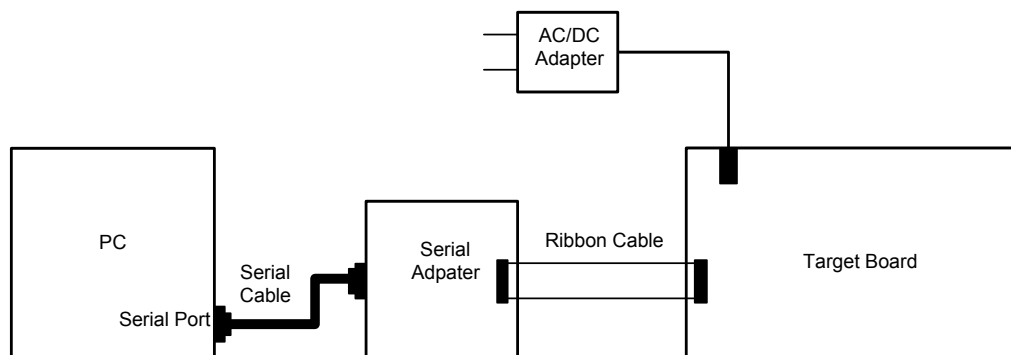 AC/DC
Adapter
PC
Serial
Cable
Serial Port
Serial
Adpater
Ribbon Cable
Target Board